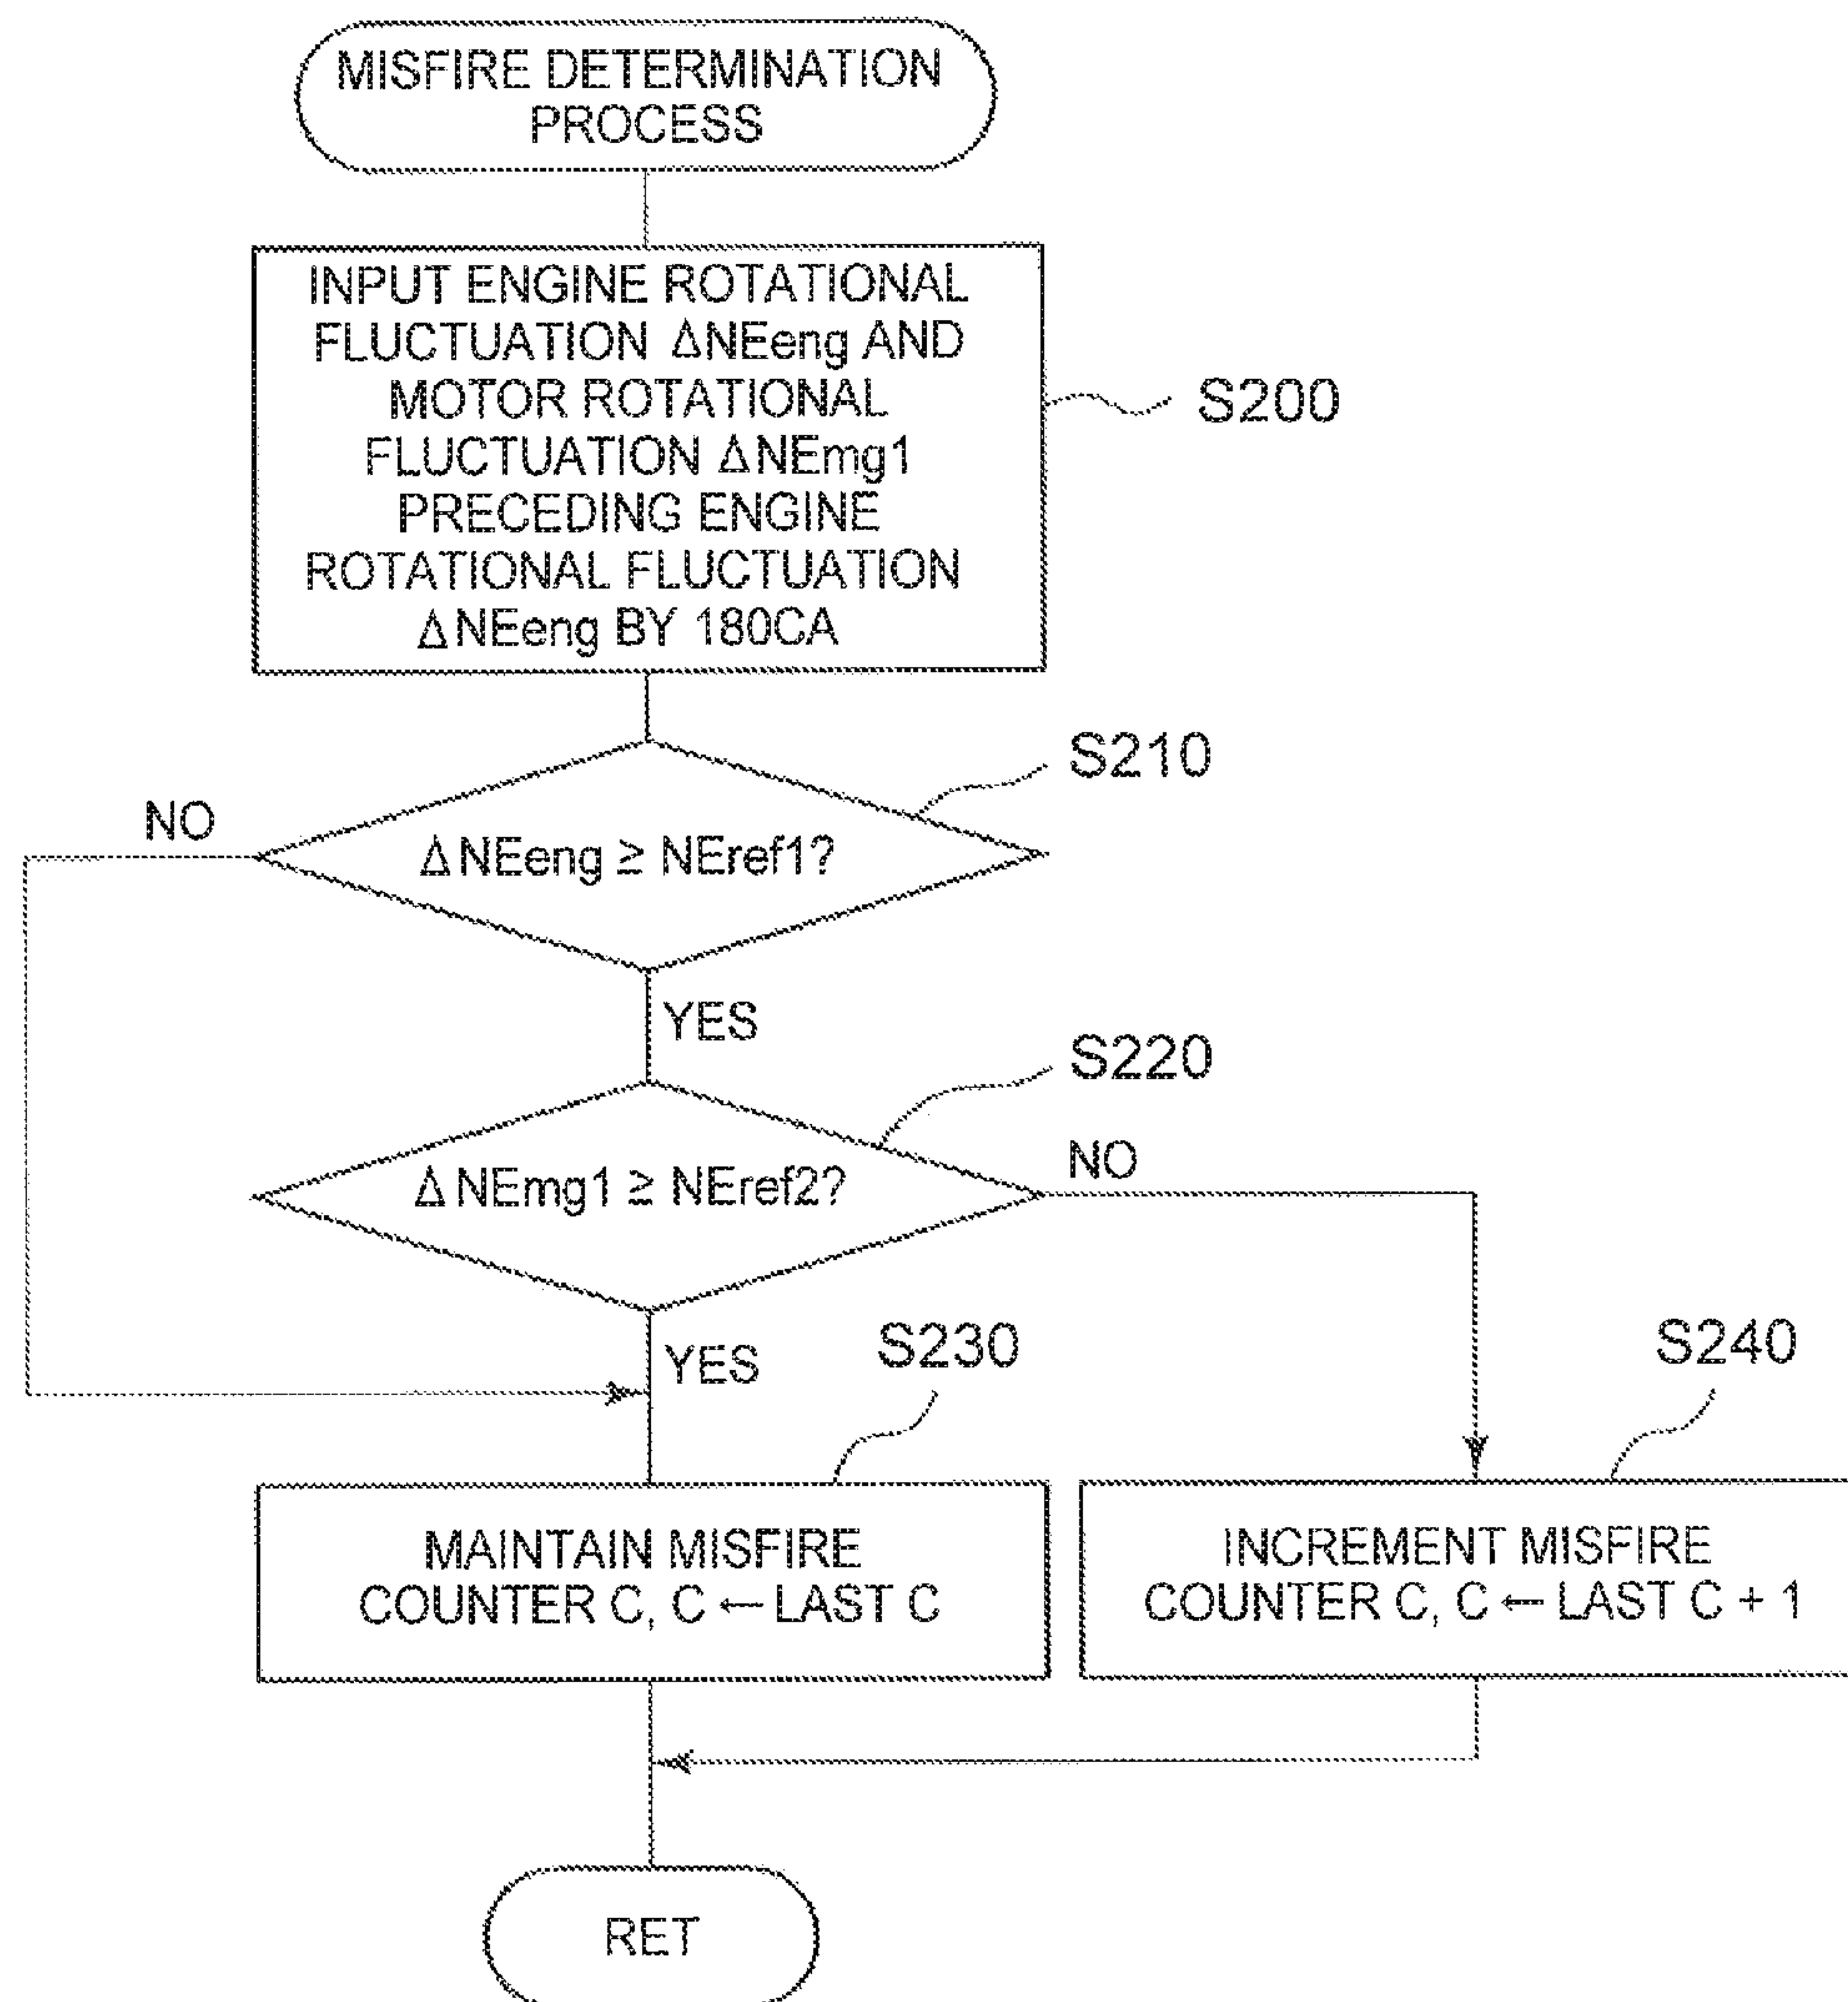 MISFIRE DETERMINATION
PROCESS
INPUT ENGINE ROTATIONAL
FLUCTUATION ΔNEeng AND
MOTOR ROTATIONAL
FLUCTUATION ΔNEmg1
PRECEDING ENGINE
ROTATIONAL FLUCTUATION
ΔNEeng BY 180CA
S200
S210
NO
ΔNEeng ≥ NEref1?
YES
S220
NO
ΔNEmg1 ≥ NEref2?
YES
S230
S240
MAINTAIN MISFIRE
COUNTER C, C ← LAST C
INCREMENT MISFIRE
COUNTER C, C ← LAST C + 1
RET